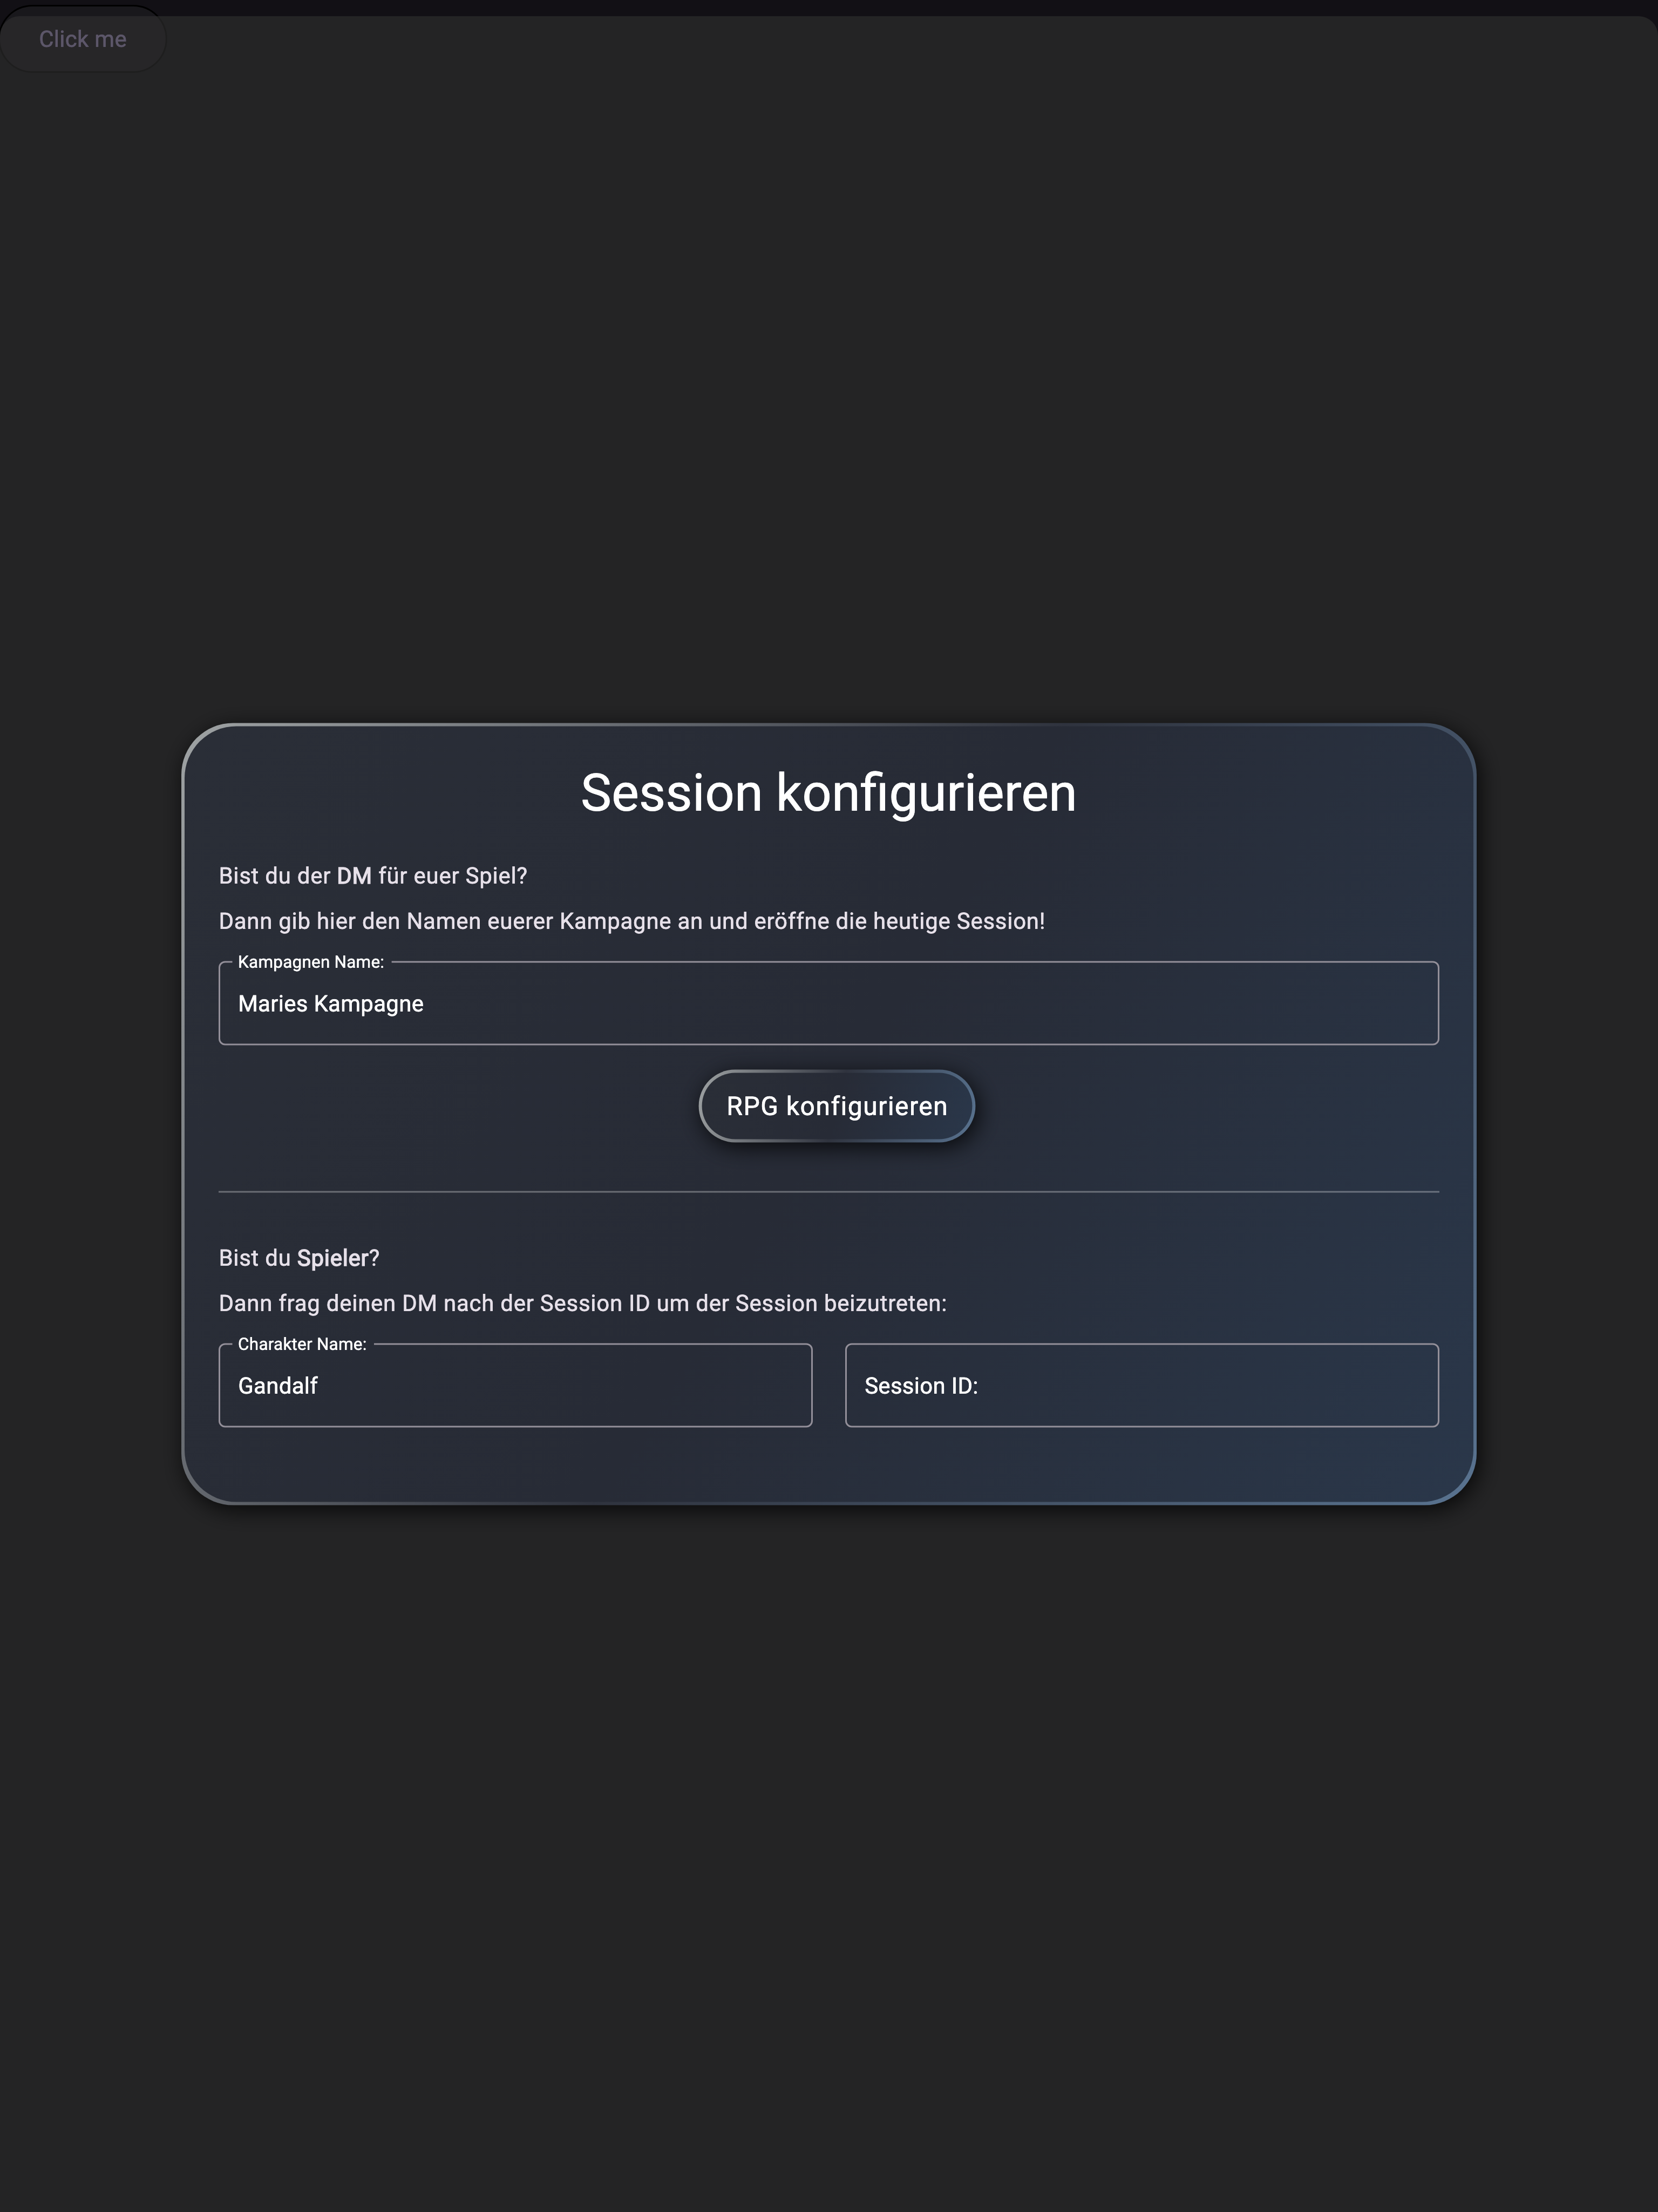 Click me
Session konfigurieren
Bist du der DM für euer Spiel?
Dann gib hier den Namen euerer Kampagne an und eröffne die heutige Session!
Kampagnen Name:
Maries Kampagne
RPG konfigurieren
Bist du Spieler?
Dann frag deinen DM nach der Session ID um der Session beizutreten:
Charakter Name:
Gandalf
Session ID: